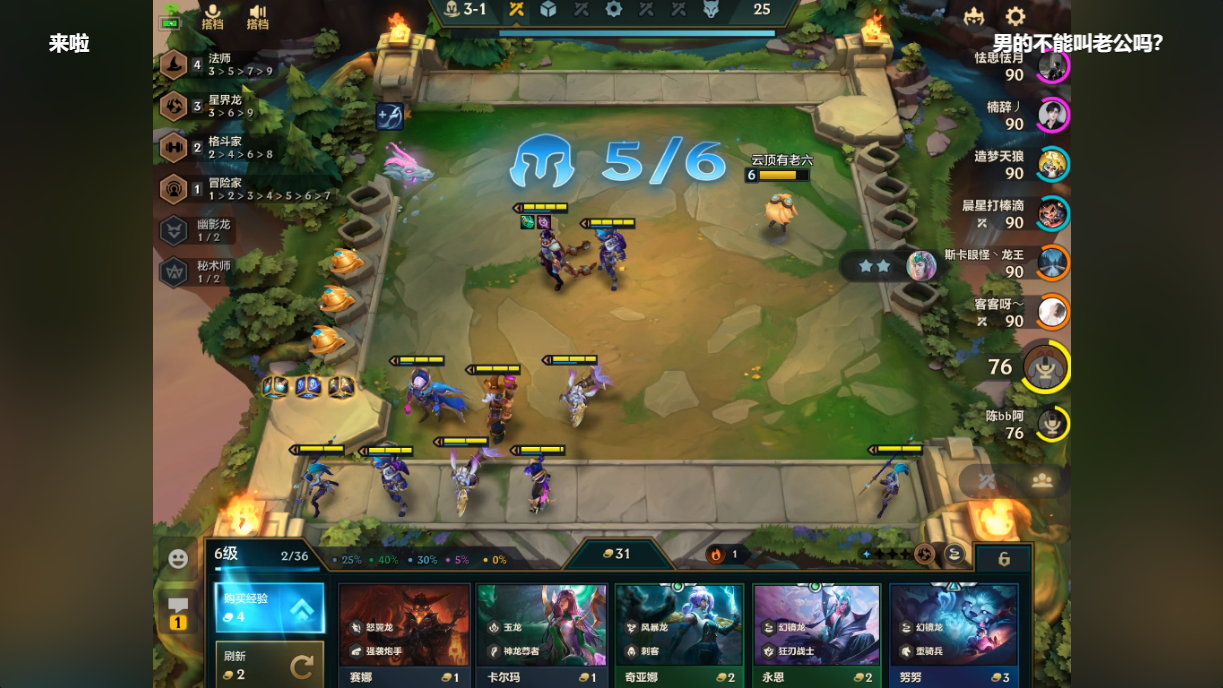 来啦
男的不能叫老公吗?
搭档
搭档
3-1
25
4
法师
3 > 5 > 7 > 9
3
星界龙
3 > 6 > 9
2
格斗家
2 > 4 > 6 > 8
1
冒险家
1 > 2 > 3 > 4 > 5 > 6 > 7
幽影龙
1 / 2
秘术师
1 / 2
5/6
云顶有老六
6
怯思怯月
90
楠辞丿
90
造梦天狼
90
晨星打榛滴
90
斯卡眼怪丶龙王
90
客客呀~
90
76
陈bb阿
76
6级
2/36
25%
40%
30%
5%
0%
31
1
6
购买经验
4
刷新
2
1
怒翼龙
强袭炮手
赛娜
1
玉龙
神龙尊者
卡尔玛
1
风暴龙
刺客
奇亚娜
2
幻镜龙
狂刃战士
永恩
2
幻镜龙
重骑兵
努努
3